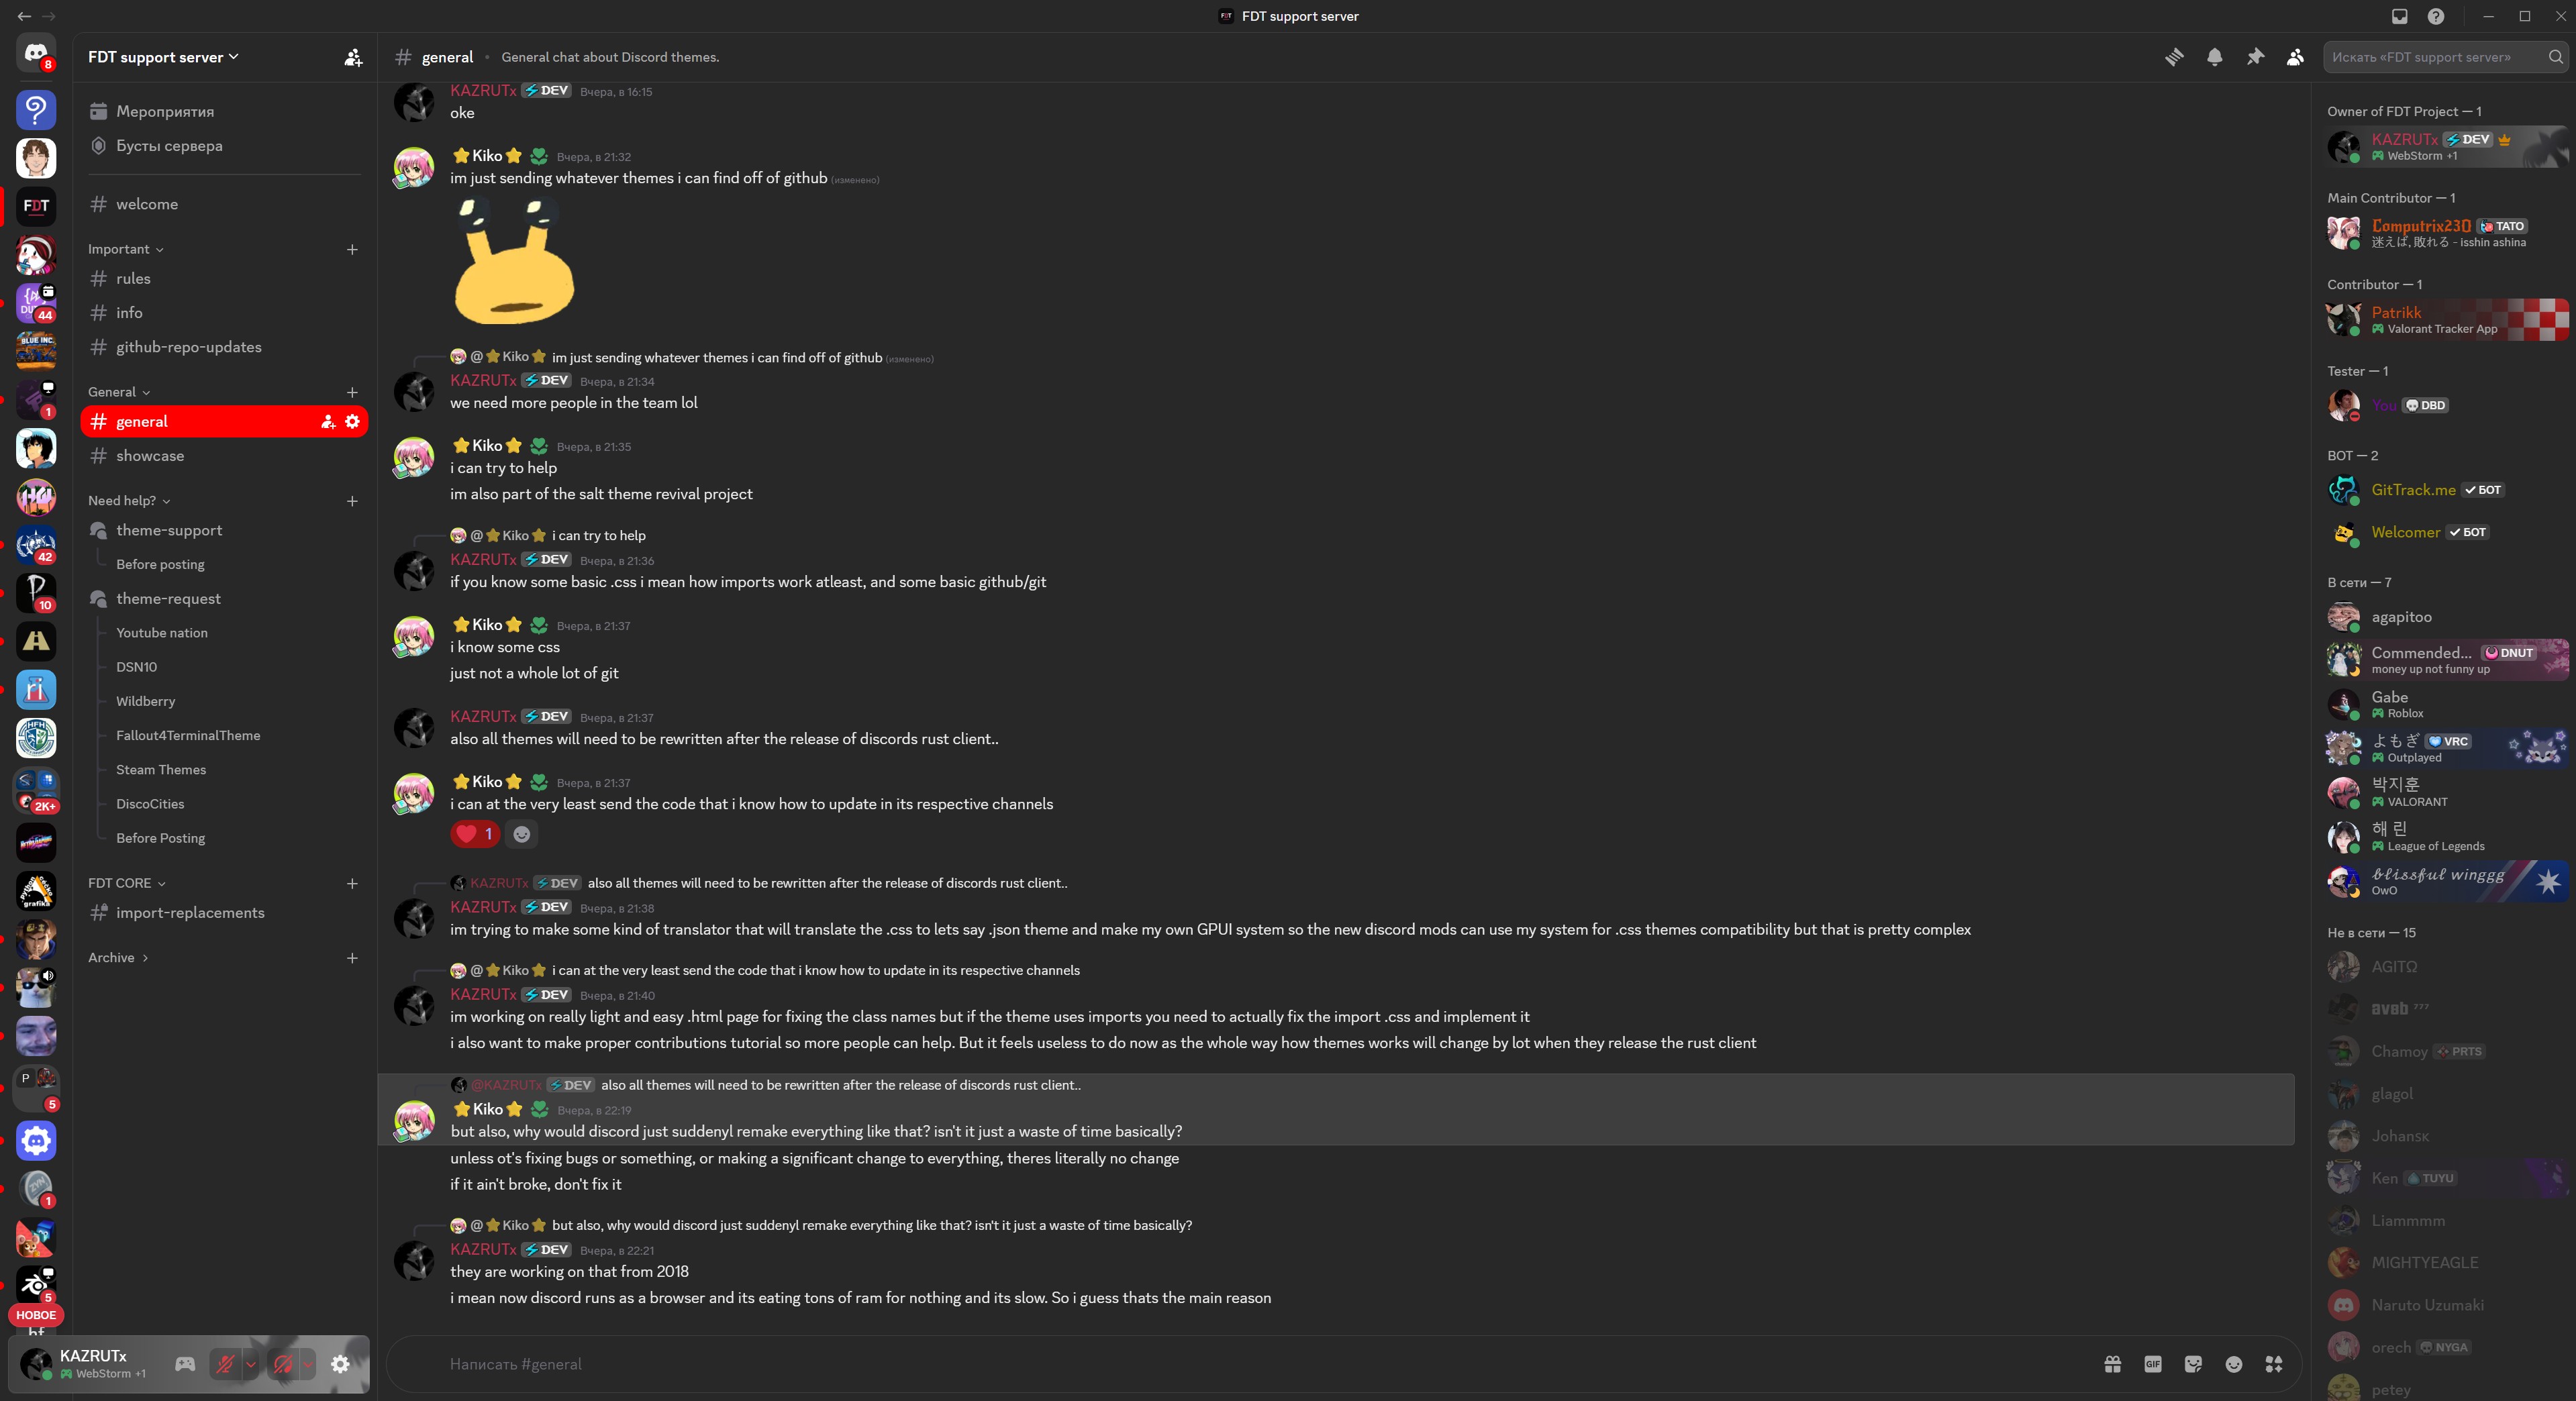 FDT support server
8
FDT support server
Мероприятия
Бусты сервера
# welcome
Important
# rules
# info
# github-repo-updates
General
# general
# showcase
Need help?
theme-support
Before posting
theme-request
Youtube nation
DSN10
Wildberry
Fallout4TerminalTheme
Steam Themes
DiscoCities
Before Posting
FDT CORE
# import-replacements
Archive
FDT
44
BLUE INC.
1
42
10
ri
HFH
2K+
grafika
P
5
ZYN
1
5
НОВОЕ
KAZRUTx
WebStorm +1
# general • General chat about Discord themes.
Искать «FDT support server»
KAZRUTx DEV Вчера, в 16:15
oke
Kiko Вчера, в 21:32
im just sending whatever themes i can find off of github (изменено)
@ Kiko im just sending whatever themes i can find off of github (изменено)
KAZRUTx DEV Вчера, в 21:34
we need more people in the team lol
Kiko Вчера, в 21:35
i can try to help
im also part of the salt theme revival project
@ Kiko i can try to help
KAZRUTx DEV Вчера, в 21:36
if you know some basic .css i mean how imports work atleast, and some basic github/git
Kiko Вчера, в 21:37
i know some css
just not a whole lot of git
KAZRUTx DEV Вчера, в 21:37
also all themes will need to be rewritten after the release of discords rust client..
Kiko Вчера, в 21:37
i can at the very least send the code that i know how to update in its respective channels
1
KAZRUTx DEV also all themes will need to be rewritten after the release of discords rust client..
KAZRUTx DEV Вчера, в 21:38
im trying to make some kind of translator that will translate the .css to lets say .json theme and make my own GPUI system so the new discord mods can use my system for .css themes compatibility but that is pretty complex
@ Kiko i can at the very least send the code that i know how to update in its respective channels
KAZRUTx DEV Вчера, в 21:40
im working on really light and easy .html page for fixing the class names but if the theme uses imports you need to actually fix the import .css and implement it
i also want to make proper contributions tutorial so more people can help. But it feels useless to do now as the whole way how themes works will change by lot when they release the rust client
@KAZRUTx DEV also all themes will need to be rewritten after the release of discords rust client..
Kiko Вчера, в 22:19
but also, why would discord just suddenyl remake everything like that? isn't it just a waste of time basically?
unless ot's fixing bugs or something, or making a significant change to everything, theres literally no change
if it ain't broke, don't fix it
@ Kiko but also, why would discord just suddenyl remake everything like that? isn't it just a waste of time basically?
KAZRUTx DEV Вчера, в 22:21
they are working on that from 2018
i mean now discord runs as a browser and its eating tons of ram for nothing and its slow. So i guess thats the main reason
Написать #general
GIF
Owner of FDT Project — 1
KAZRUTx DEV
WebStorm +1
Main Contributor — 1
Computrix23D TATO
迷えば, 敗れる - isshin ashina
Contributor — 1
Patrikk
Valorant Tracker App
Tester — 1
You DBD
BOT — 2
GitTrack.me БОТ
Welcomer БОТ
В сети — 7
agapitoo
Commended... DNUT
money up not funny up
Gabe
Roblox
よもぎ VRC
Outplayed
박지훈
VALORANT
해 린
League of Legends
blissful winggg
OwO
Не в сети — 15
AGITΩ
aveb ⁷⁷⁷
Chamoy PRTS
glagol
Johansĸ
Ken TUYU
Liammmm
MIGHTYEAGLE
Naruto Uzumaki
orech NYGA
petey